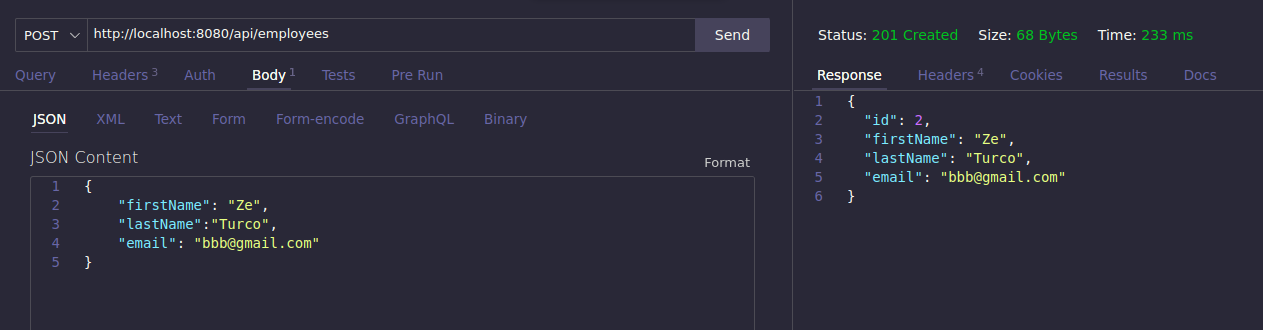 POST http://localhost:8080/api/employees Send
Query Headers 3 Auth Body 1 Tests Pre Run
JSON XML Text Form Form-encode GraphQL Binary
JSON Content Format
1 {
2 "firstName": "Ze",
3 "lastName":"Turco",
4 "email": "bbb@gmail.com"
5 }
Status: 201 Created Size: 68 Bytes Time: 233 ms
Response Headers 4 Cookies Results Docs
1 {
2 "id": 2,
3 "firstName": "Ze",
4 "lastName": "Turco",
5 "email": "bbb@gmail.com"
6 }